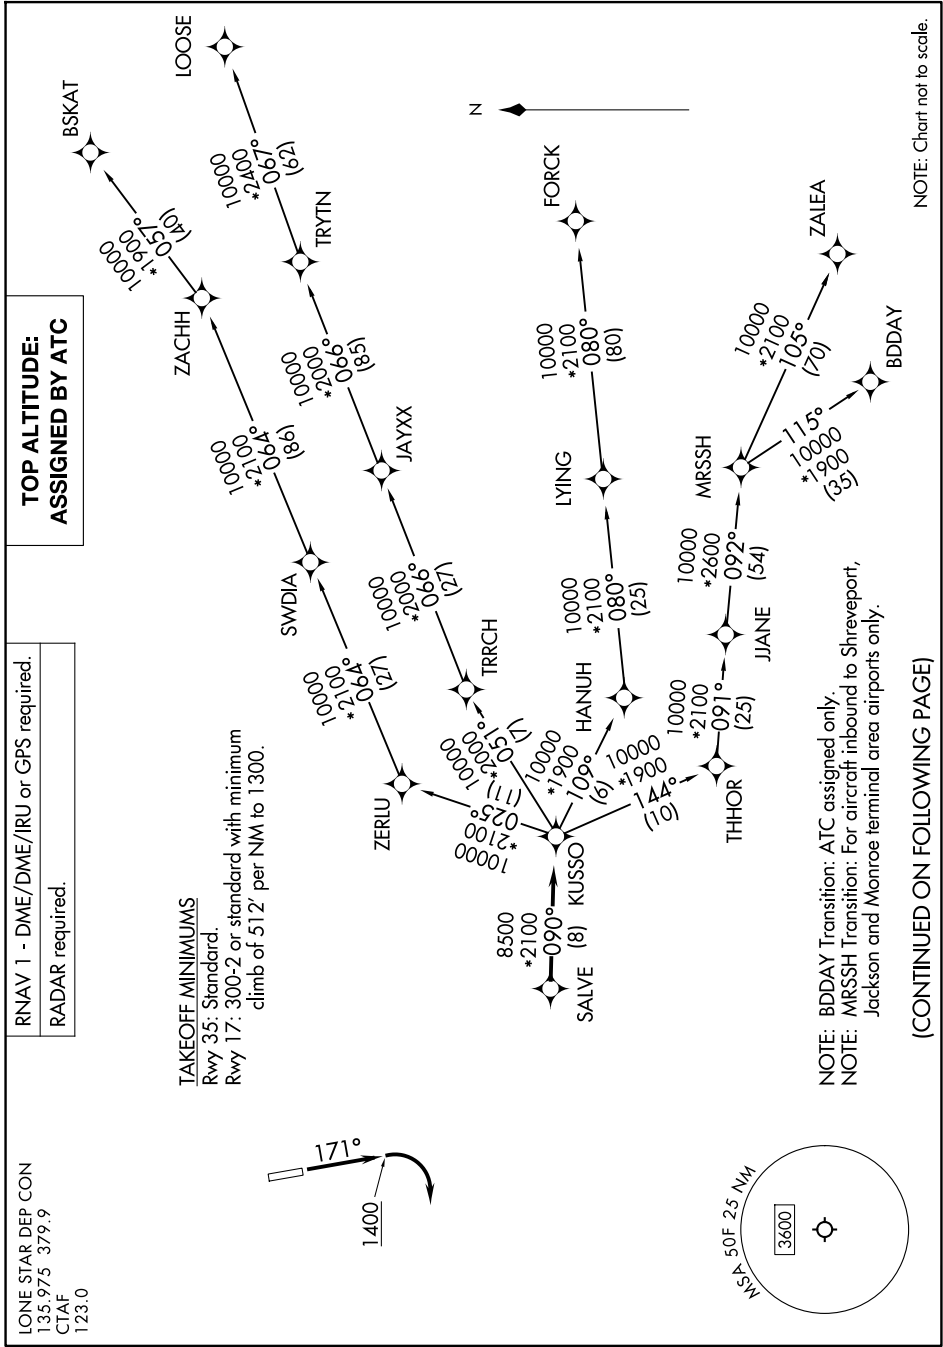 LONE STAR DEP CON
135.975 379.9
CTAF
123.0
RNAV 1 - DME/DME/IRU or GPS required.
RADAR required.
TOP ALTITUDE:
ASSIGNED BY ATC
TAKEOFF MINIMUMS
Rwy 35: Standard.
Rwy 17: 300-2 or standard with minimum
climb of 512' per NM to 1300.
171°
1400
MSA 50F 25 NM
3600
SALVE
8500
*2100
090°
(8)
KUSSO
10000
*2100
025°
(11)
ZERLU
10000
*2100
064°
(27)
SWDIA
10000
*2100
064°
(86)
ZACHH
10000
*1900
057°
(40)
BSKAT
10000
*2000
051°
(7)
TRRCH
10000
*2000
066°
(27)
JAYXX
10000
*2000
066°
(85)
TRYTN
10000
*2400
067°
(62)
LOOSE
10000
*1900
109°
(6)
HANUH
10000
*2100
080°
(25)
LYING
10000
*2100
080°
(80)
FORCK
10000
*1900
144°
(10)
THHOR
10000
*2100
091°
(25)
JJANE
10000
*2600
092°
(54)
MRSSH
10000
*2100
105°
(70)
ZALEA
115°
10000
*1900
(35)
BDDAY
N
NOTE: BDDAY Transition: ATC assigned only.
NOTE: MRSSH Transition: For aircraft inbound to Shreveport,
Jackson and Monroe terminal area airports only.
NOTE: Chart not to scale.
(CONTINUED ON FOLLOWING PAGE)